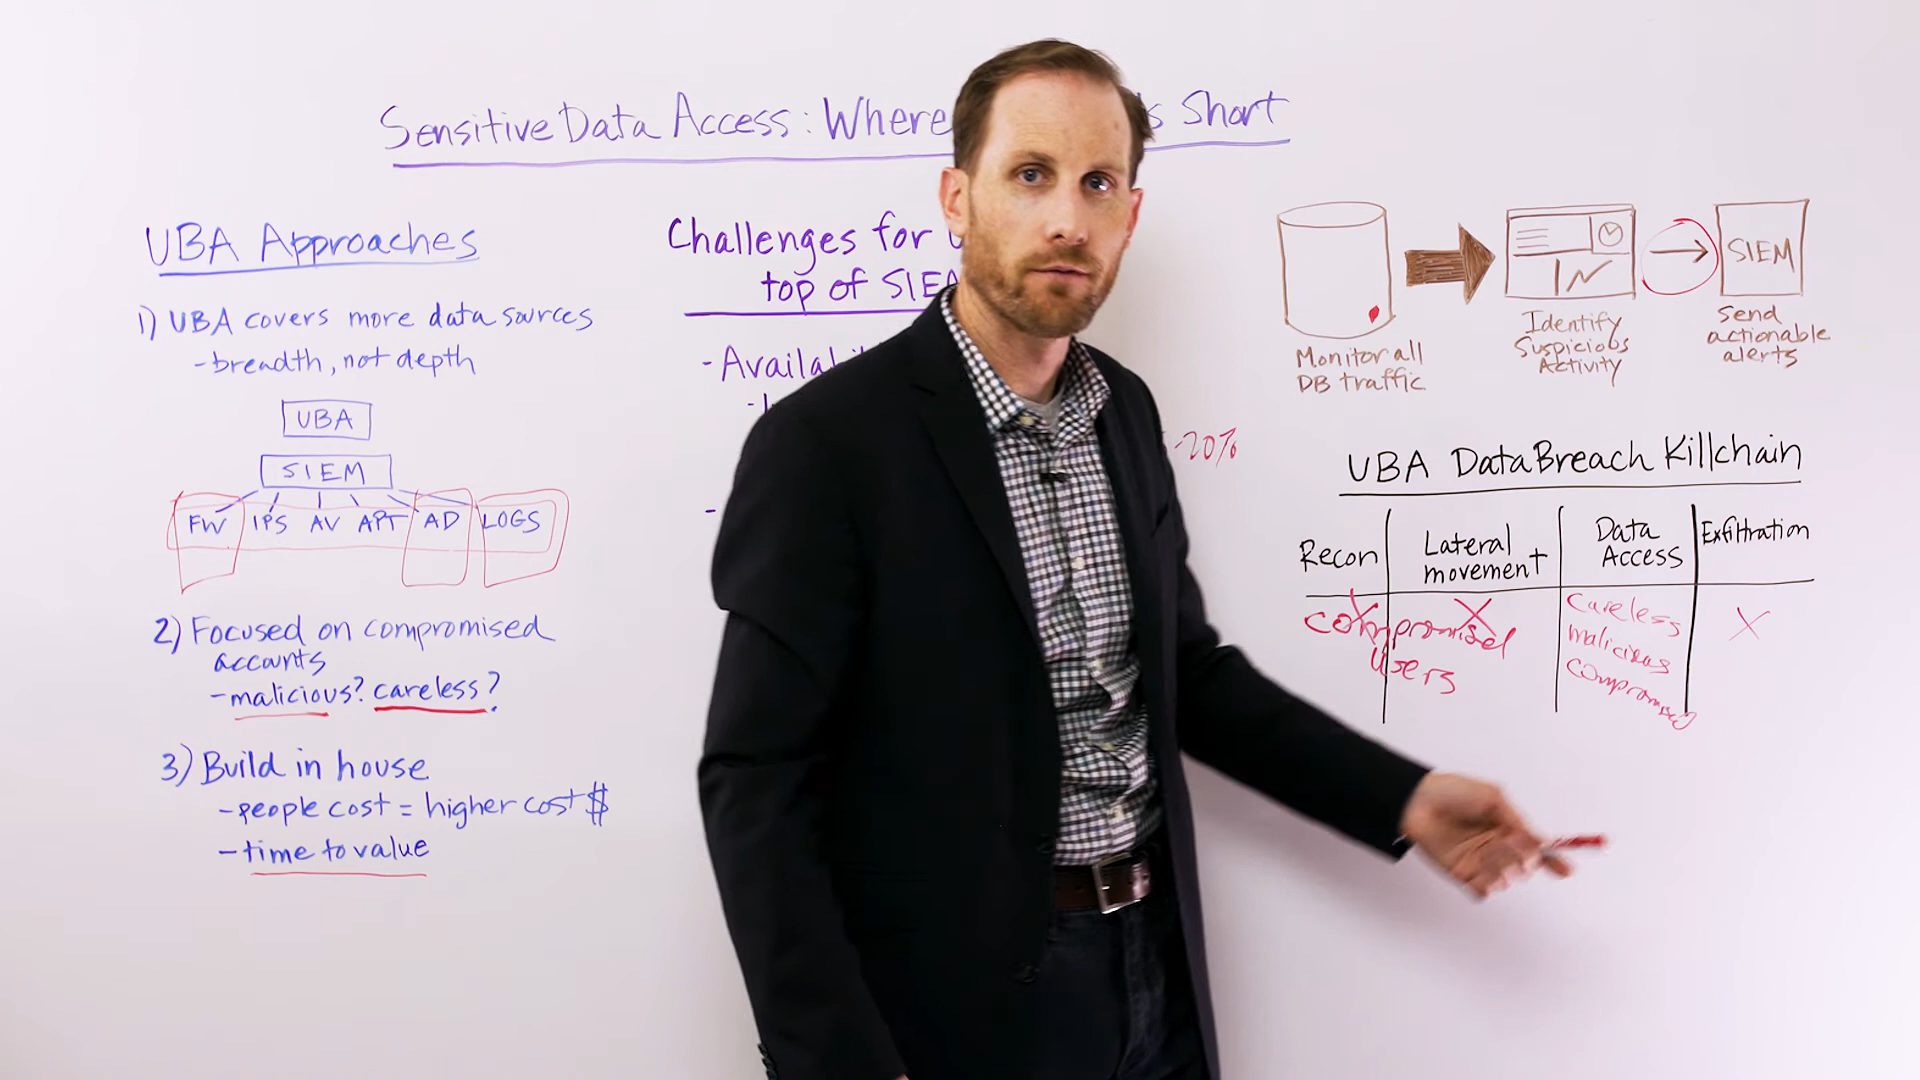 Sensitive Data Access: Where Short
UBA Approaches
1) UBA covers more data sources
- breadth, not depth
UBA
SIEM
FW IPS AV APT AD LOGS
2) Focused on compromised
accounts
- malicious? careless?
3) Build in house
- people cost = higher cost $
- time to value
Challenges for
top of SIEM
-
-20%
SIEM
Monitor all
DB traffic
Identify
Suspicious
Activity
Send
actionable
alerts
UBA Data Breach Killchain
Recon
Lateral
movement
Data
Access
Exfiltration
compromised
users
X
X
careless
malicious
compromised
X